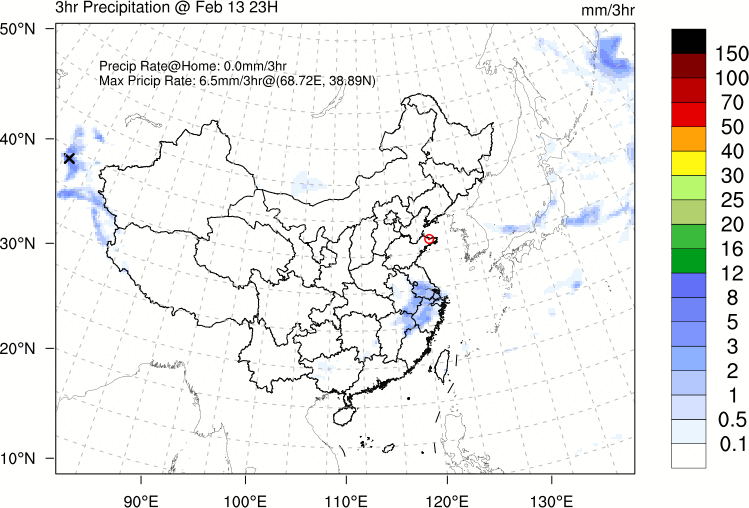 3hr Precipitation @ Feb 13 23H
mm/3hr
50°N
Precip Rate@Home: 0.0mm/3hr
Max Pricip Rate: 6.5mm/3hr@(68.72E, 38.89N)
40°N
30°N
20°N
10°N
90°E 100°E 110°E 120°E 130°E
150
100
70
50
40
30
25
20
16
12
8
5
3
2
1
0.5
0.1